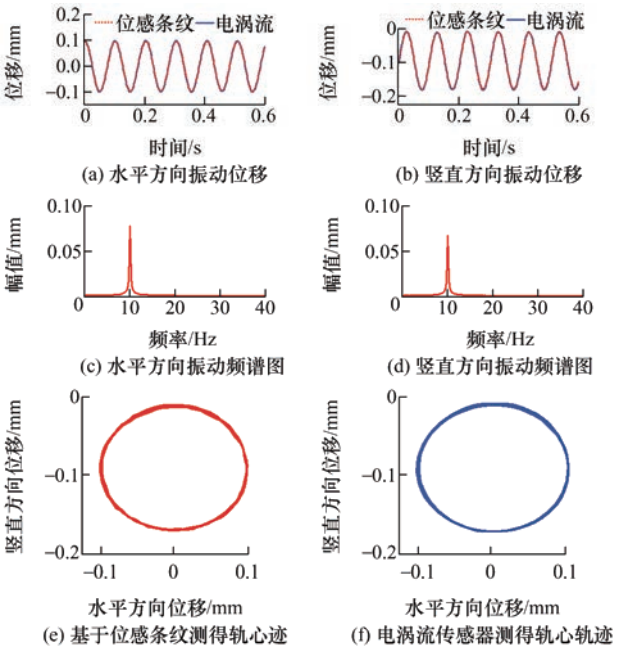 位感条纹 电涡流
位移/mm
0.2
0.1
0.0
−0.1
0 0.2 0.4 0.6
时间/s
(a) 水平方向振动位移
位感条纹 电涡流
位移/mm
0
−0.1
−0.2
0 0.2 0.4 0.6
时间/s
(b) 竖直方向振动位移
幅值/mm
0.10
0.05
0 10 20 30 40
频率/Hz
(c) 水平方向振动频谱图
幅值/mm
0.10
0.05
0 10 20 30 40
频率/Hz
(d) 竖直方向振动频谱图
竖直方向位移/mm
0
−0.1
−0.2
−0.1 0 0.1
水平方向位移/mm
(e) 基于位感条纹测得轨心迹
竖直方向位移/mm
0
−0.1
−0.2
−0.1 0 0.1
水平方向位移/mm
(f) 电涡流传感器测得轨心轨迹